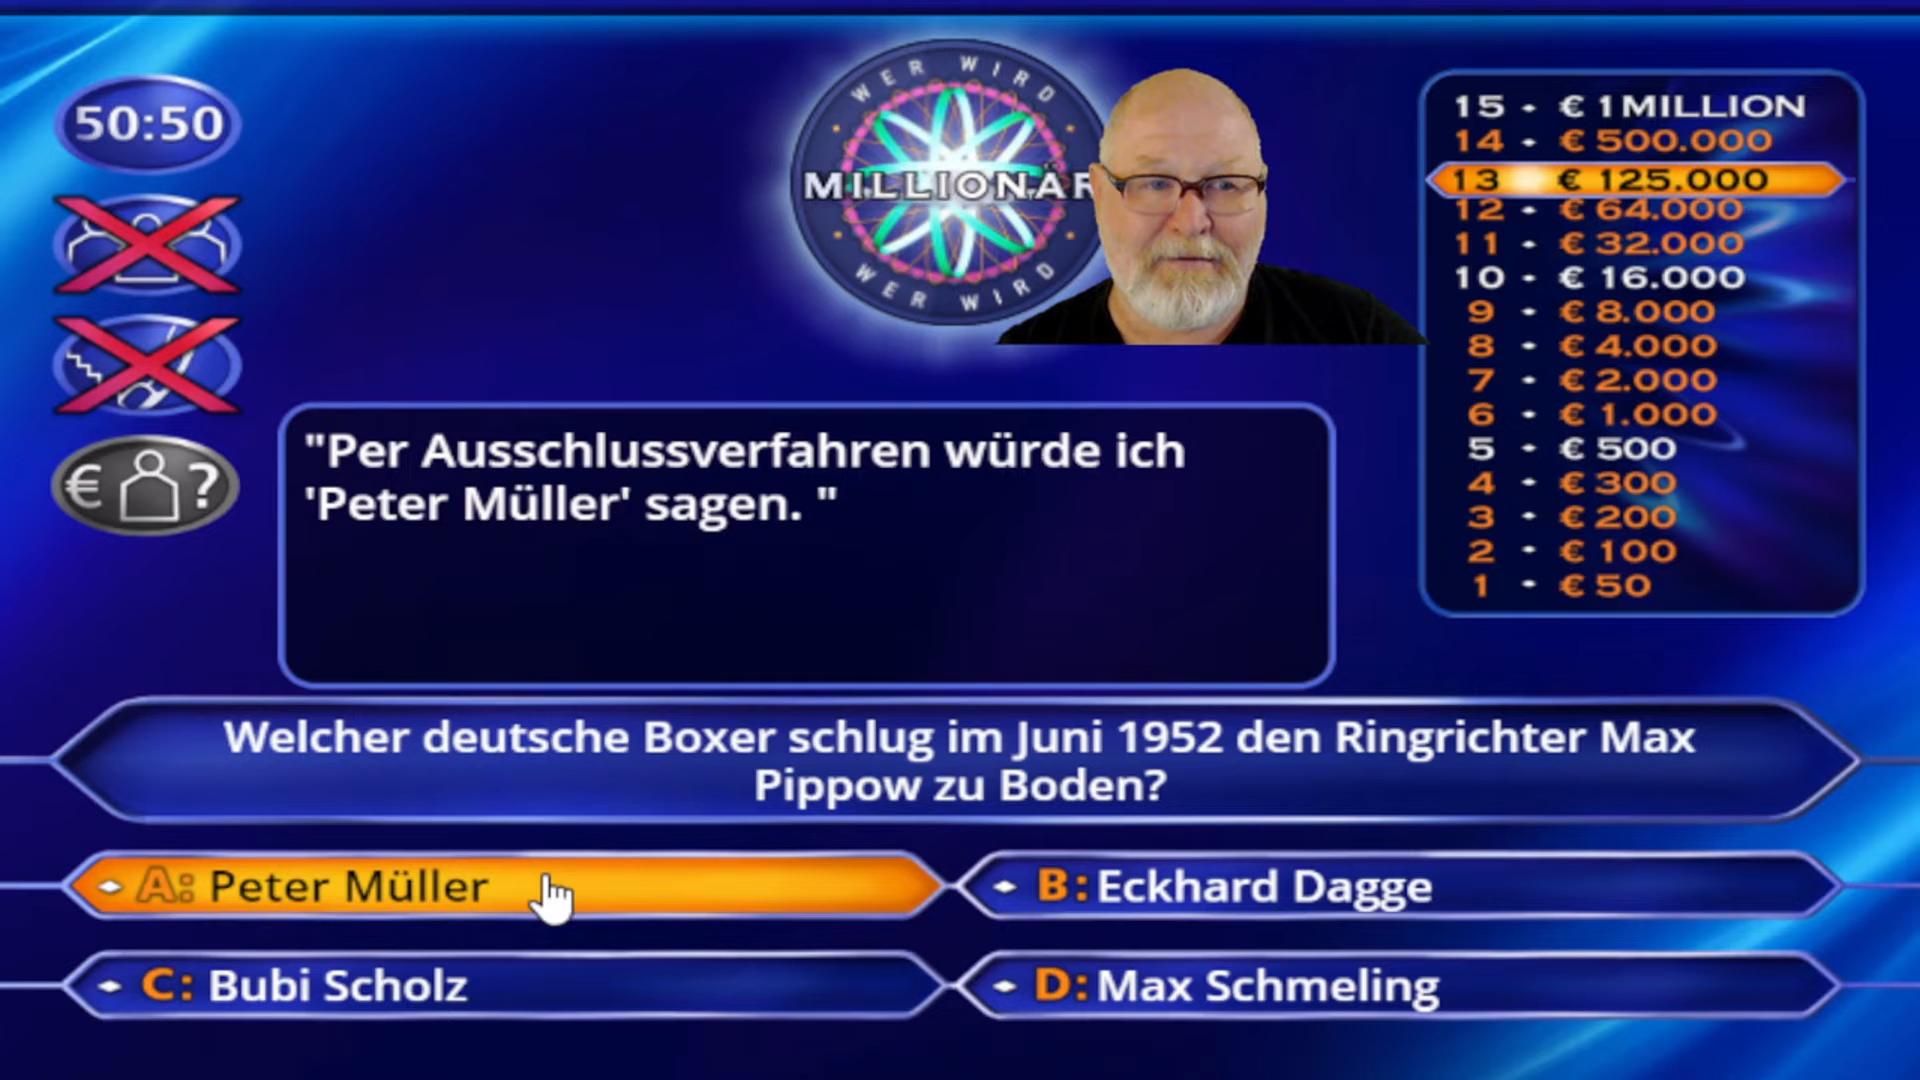 50:50
WER WIRD
MILLIONÄR
WER WIRD
€ ?
15 - € 1 MILLION
14 - € 500.000
13 € 125.000
12 - € 64.000
11 - € 32.000
10 - € 16.000
9 - € 8.000
8 - € 4.000
7 - € 2.000
6 - € 1.000
5 - € 500
4 - € 300
3 - € 200
2 - € 100
1 - € 50
"Per Ausschlussverfahren würde ich
'Peter Müller' sagen. "
Welcher deutsche Boxer schlug im Juni 1952 den Ringrichter Max
Pippow zu Boden?
A: Peter Müller
B: Eckhard Dagge
C: Bubi Scholz
D: Max Schmeling